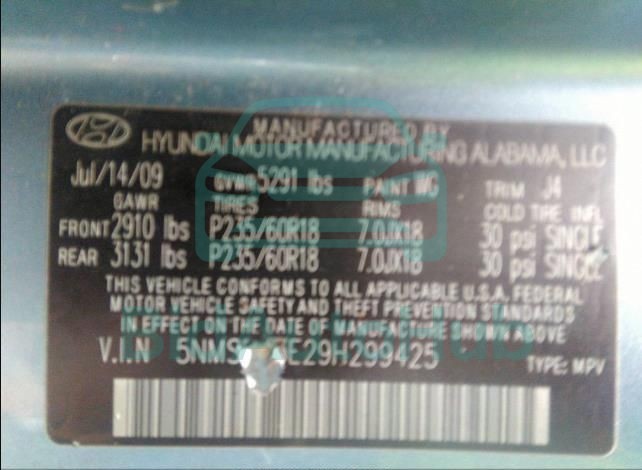 MANUFACTURED BY
HYUNDAI MOTOR MANUFACTURING ALABAMA, LLC
Jul/14/09 GVWR 5291 lbs PAINT WG TRIM J4
GAWR TIRES RIMS COLD TIRE INFL
FRONT 2910 lbs P235/60R18 7.0JX18 30 psi SINGLE
REAR 3131 lbs P235/60R18 7.0JX18 30 psi SINGLE
THIS VEHICLE CONFORMS TO ALL APPLICABLE U.S.A. FEDERAL
MOTOR VEHICLE SAFETY AND THEFT PREVENTION STANDARDS
IN EFFECT ON THE DATE OF MANUFACTURE SHOWN ABOVE.
V.I.N
TYPE: MPV